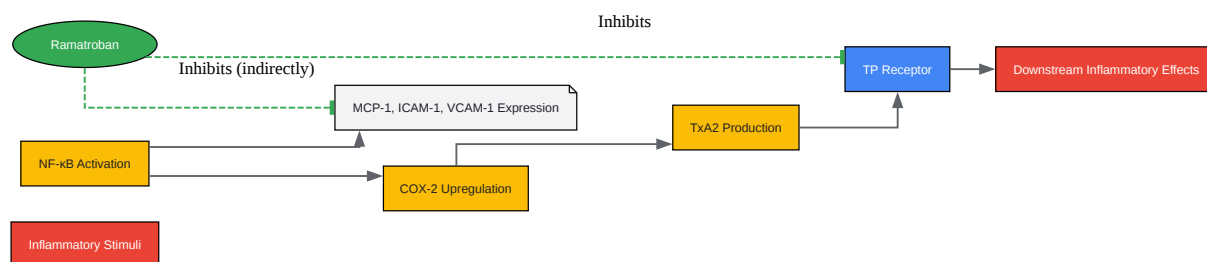 Inhibits
Ramatroban
Inhibits (indirectly)
TP Receptor
Downstream Inflammatory Effects
MCP-1, ICAM-1, VCAM-1 Expression
TxA2 Production
NF-κB Activation
COX-2 Upregulation
Inflammatory Stimuli